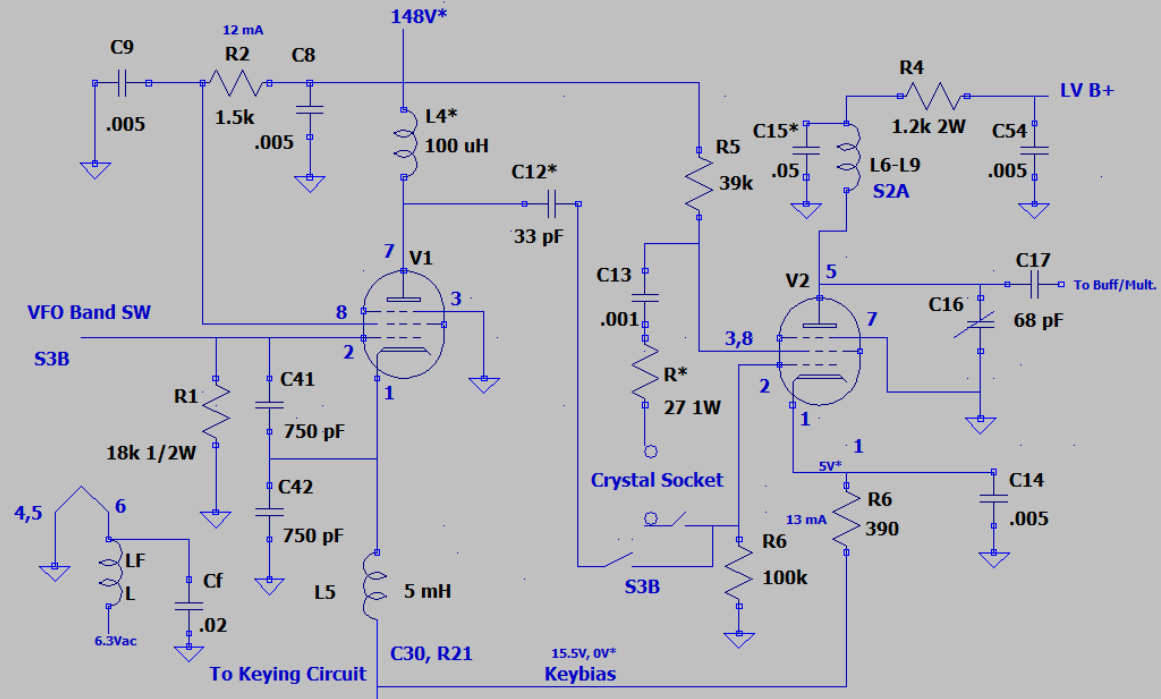 148V*
12 mA
C9
R2
C8
.005
1.5k
.005
L4*
100 uH
R4
LV B+
1.2k 2W
C15*
C54
.05
.005
L6-L9
S2A
R5
39k
C12*
33 pF
7
V1
3
8
2
1
VFO Band SW
S3B
C13
.001
R*
27 1W
Crystal Socket
V2
5
3,8
7
2
1
C16
C17
To Buff/Mult.
68 pF
R1
18k 1/2W
C41
750 pF
C42
750 pF
1
5V*
C14
.005
13 mA
R6
390
R6
100k
S3B
4,5
6
LF
L
Cf
.02
6.3Vac
L5
5 mH
C30, R21
To Keying Circuit
15.5V, 0V*
Keybias